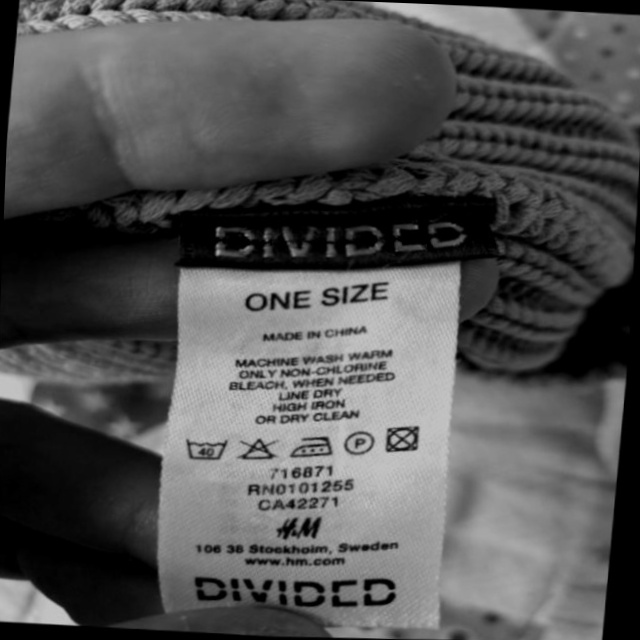 DIVIDED
ONE SIZE
MADE IN CHINA
MACHINE WASH WARM
ONLY NON-CHLORINE
BLEACH, WHEN NEEDED
LINE DRY
HIGH IRON
OR DRY CLEAN
40 P
716871
RN0101255
CA42271
H&M
106 38 Stockholm, Sweden
www.hm.com
DIVIDED